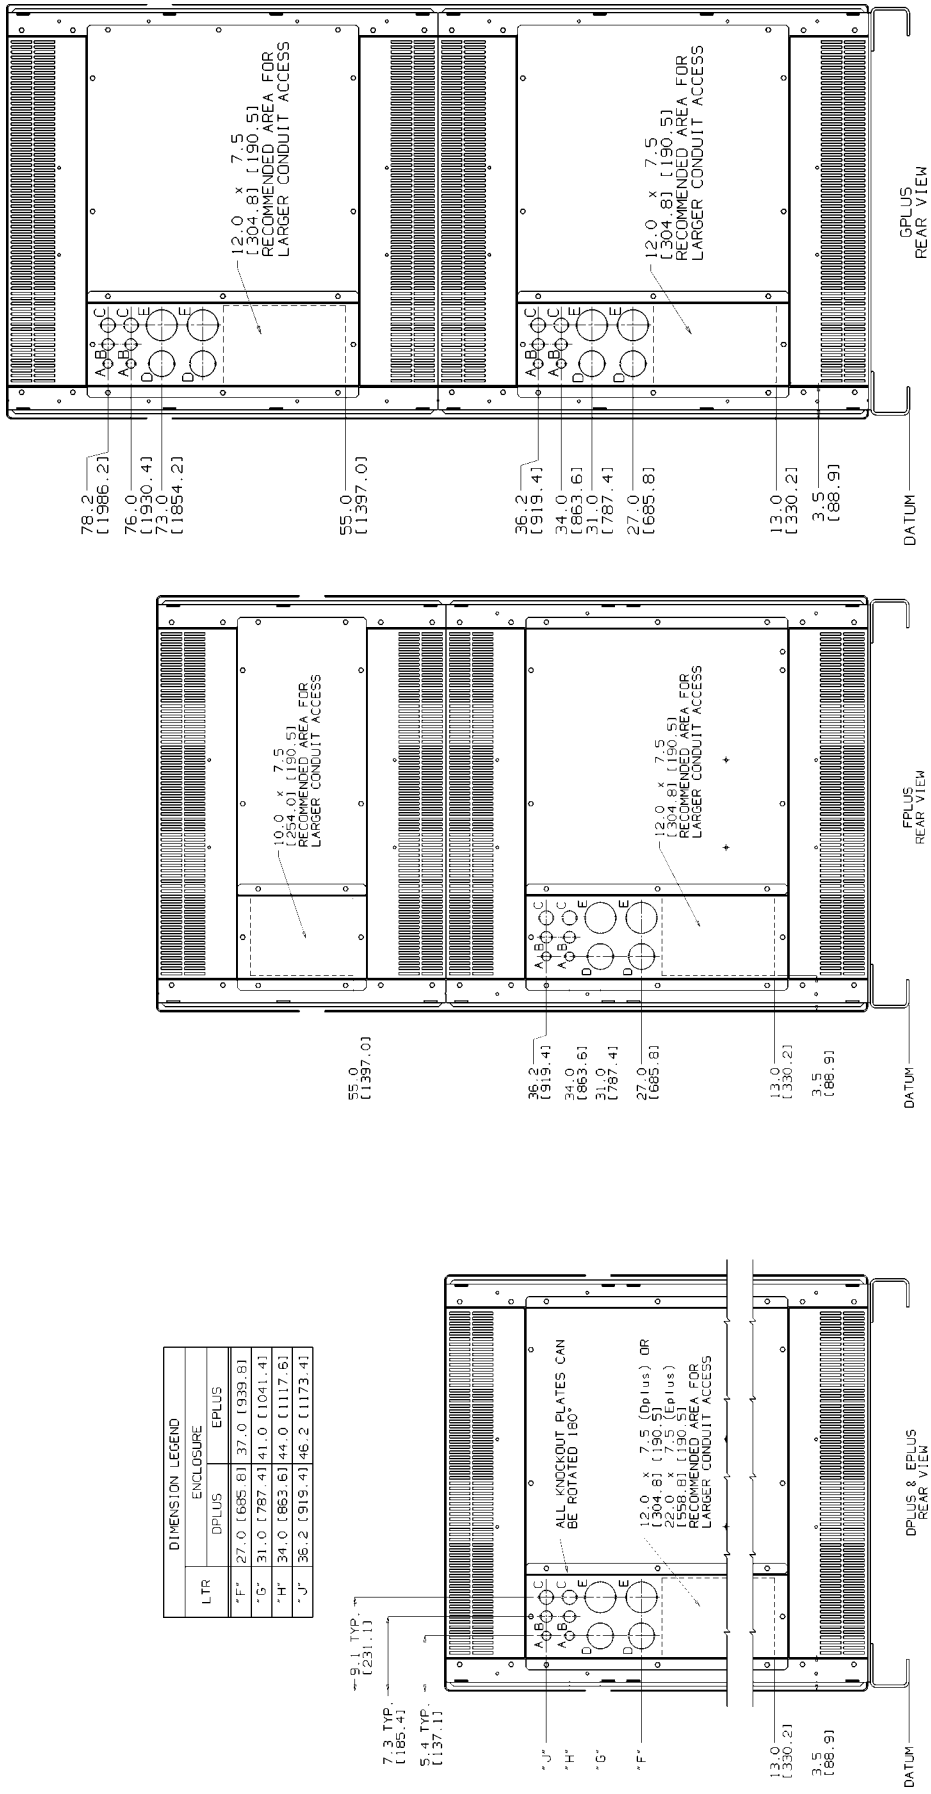 78.2
[1986.2]
76.0
[1930.4]
73.0
[1854.2]
55.0
[1397.0]
36.2
[919.4]
34.0
[863.6]
31.0
[787.4]
27.0
[685.8]
13.0
[330.2]
3.5
[88.9]
DATUM
A B C
A B C
D E
D E
12.0 x 7.5
[304.8] [190.5]
RECOMMENDED AREA FOR
LARGER CONDUIT ACCESS
A B C
A B C
D E
D E
12.0 x 7.5
[304.8] [190.5]
RECOMMENDED AREA FOR
LARGER CONDUIT ACCESS
GPLUS
REAR VIEW
55.0
[1397.0]
36.2
[919.4]
34.0
[863.6]
31.0
[787.4]
27.0
[685.8]
13.0
[330.2]
3.5
[88.9]
DATUM
10.0 x 7.5
[254.0] [190.5]
RECOMMENDED AREA FOR
LARGER CONDUIT ACCESS
A B C
C
D E
D E
12.0 x 7.5
[304.8] [190.5]
RECOMMENDED AREA FOR
LARGER CONDUIT ACCESS
FPLUS
REAR VIEW
DIMENSION LEGEND
LTR ENCLOSURE
DPLUS EPLUS
"F" 27.0 [685.8] 37.0 [939.8]
"G" 31.0 [787.4] 41.0 [1041.4]
"H" 34.0 [863.6] 44.0 [1117.6]
"J" 36.2 [919.4] 46.2 [1173.4]
9.1 TYP.
[231.1]
7.3 TYP.
[185.4]
5.4 TYP.
[137.1]
"J"
"H"
"G"
"F"
13.0
[330.2]
3.5
[88.9]
DATUM
A B C
C
D E
D E
ALL KNOCKOUT PLATES CAN
BE ROTATED 180°
12.0 x 7.5 (Dplus) OR
[304.8] [190.5]
22.0 x 7.5 (Eplus)
[558.8] [190.5]
RECOMMENDED AREA FOR
LARGER CONDUIT ACCESS
DPLUS & EPLUS
REAR VIEW